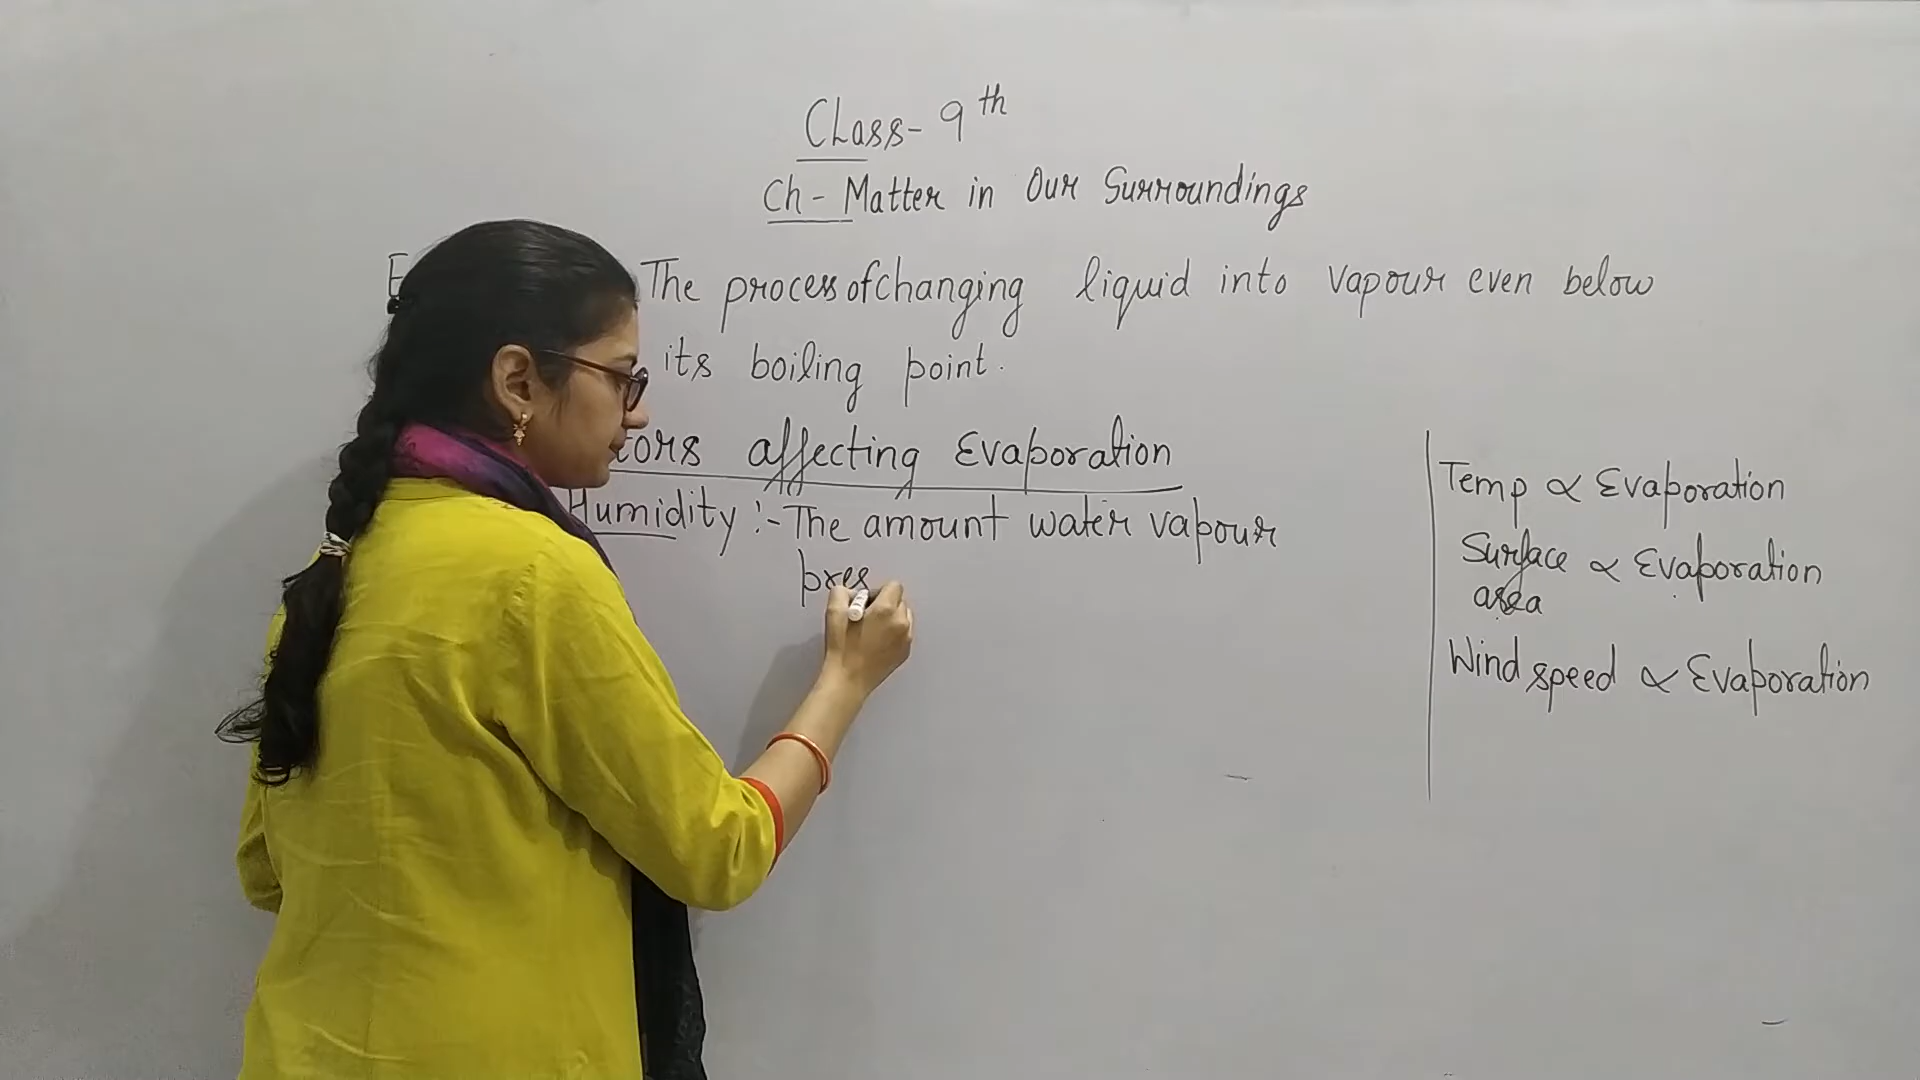 Class- 9th
Ch- Matter in Our Surroundings
The process of changing liquid into vapour even below
its boiling point.
affecting Evaporation
Humidity :- The amount water vapour
pres
Temp ∝ Evaporation
Surface ∝ Evaporation
area
Wind speed ∝ Evaporation